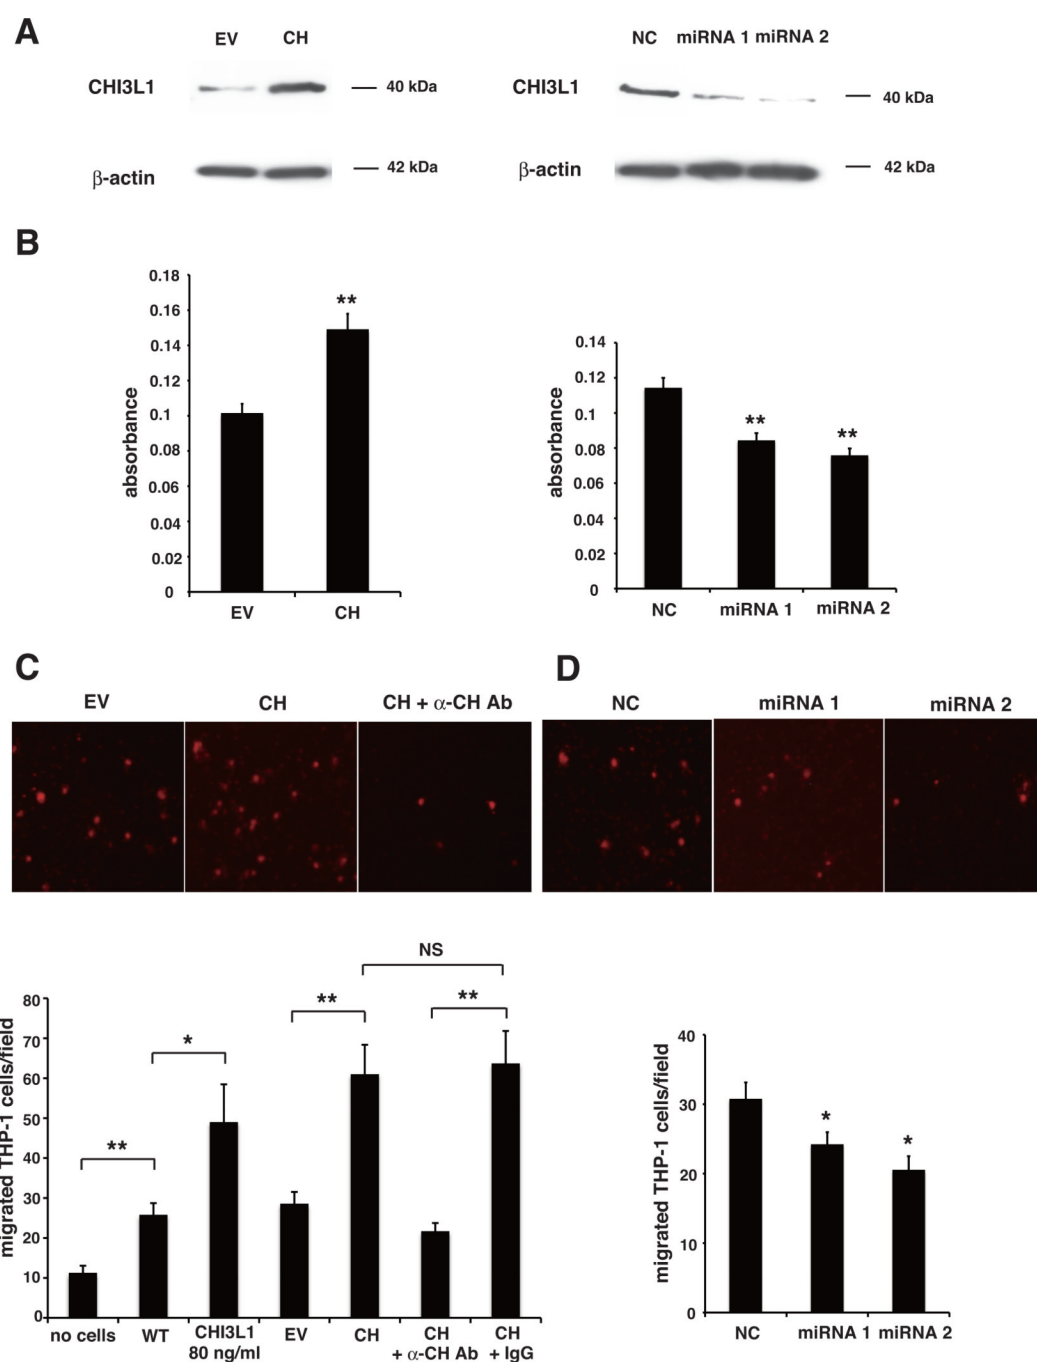 A
EV CH
CHI3L1
40 kDa
β-actin
42 kDa
NC miRNA 1 miRNA 2
CHI3L1
40 kDa
β-actin
42 kDa
B
absorbance
0.18
0.16
0.14
0.12
0.1
0.08
0.06
0.04
0.02
0
**
EV CH
absorbance
0.14
0.12
0.1
0.08
0.06
0.04
0.02
0
** **
NC miRNA 1 miRNA 2
C
EV CH CH + α-CH Ab
migrated THP-1 cells/field
80
70
60
50
40
30
20
10
0
NS
** **
*
**
no cells WT CHI3L1 EV CH CH CH
80 ng/ml + α-CH Ab + IgG
D
NC miRNA 1 miRNA 2
migrated THP-1 cells/field
40
30
20
10
0
* *
NC miRNA 1 miRNA 2